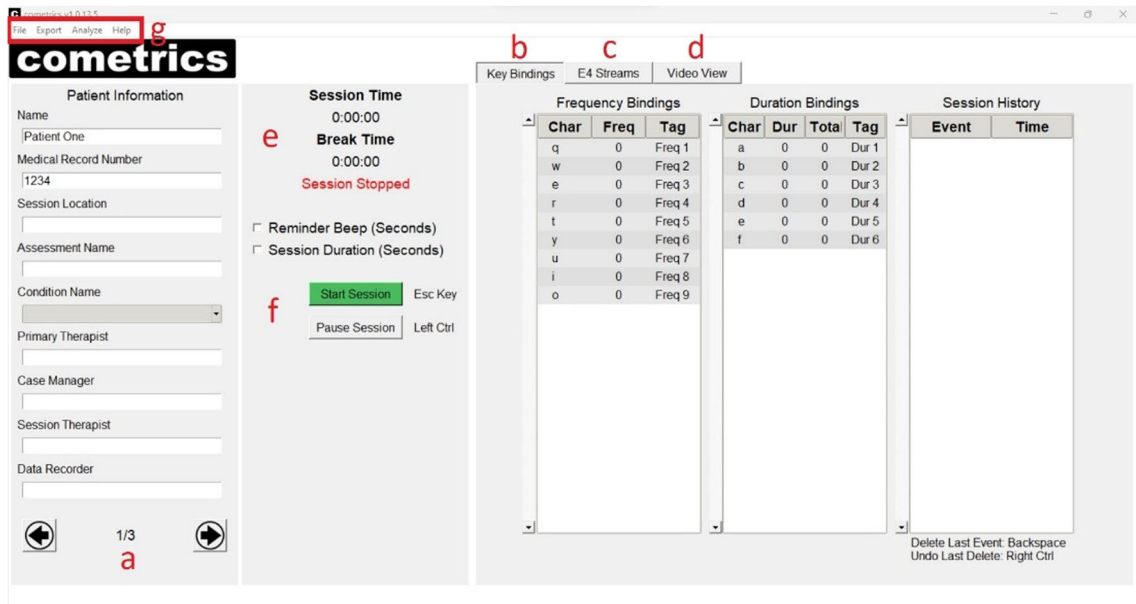 cometrics v1.0.13.5
File Export Analyze Help g
cometrics
Patient Information
Name
Patient One
Medical Record Number
1234
Session Location
Assessment Name
Condition Name
Primary Therapist
Case Manager
Session Therapist
Data Recorder
1/3
a
Session Time
0:00:00
e
Break Time
0:00:00
Session Stopped
Reminder Beep (Seconds)
Session Duration (Seconds)
f
Start Session Esc Key
Pause Session Left Ctrl
b c d
Key Bindings E4 Streams Video View
Frequency Bindings
Char Freq Tag
q 0 Freq 1
w 0 Freq 2
e 0 Freq 3
r 0 Freq 4
t 0 Freq 5
y 0 Freq 6
u 0 Freq 7
i 0 Freq 8
o 0 Freq 9
Duration Bindings
Char Dur Total Tag
a 0 0 Dur 1
b 0 0 Dur 2
c 0 0 Dur 3
d 0 0 Dur 4
e 0 0 Dur 5
f 0 0 Dur 6
Session History
Event Time
Delete Last Event: Backspace
Undo Last Delete: Right Ctrl